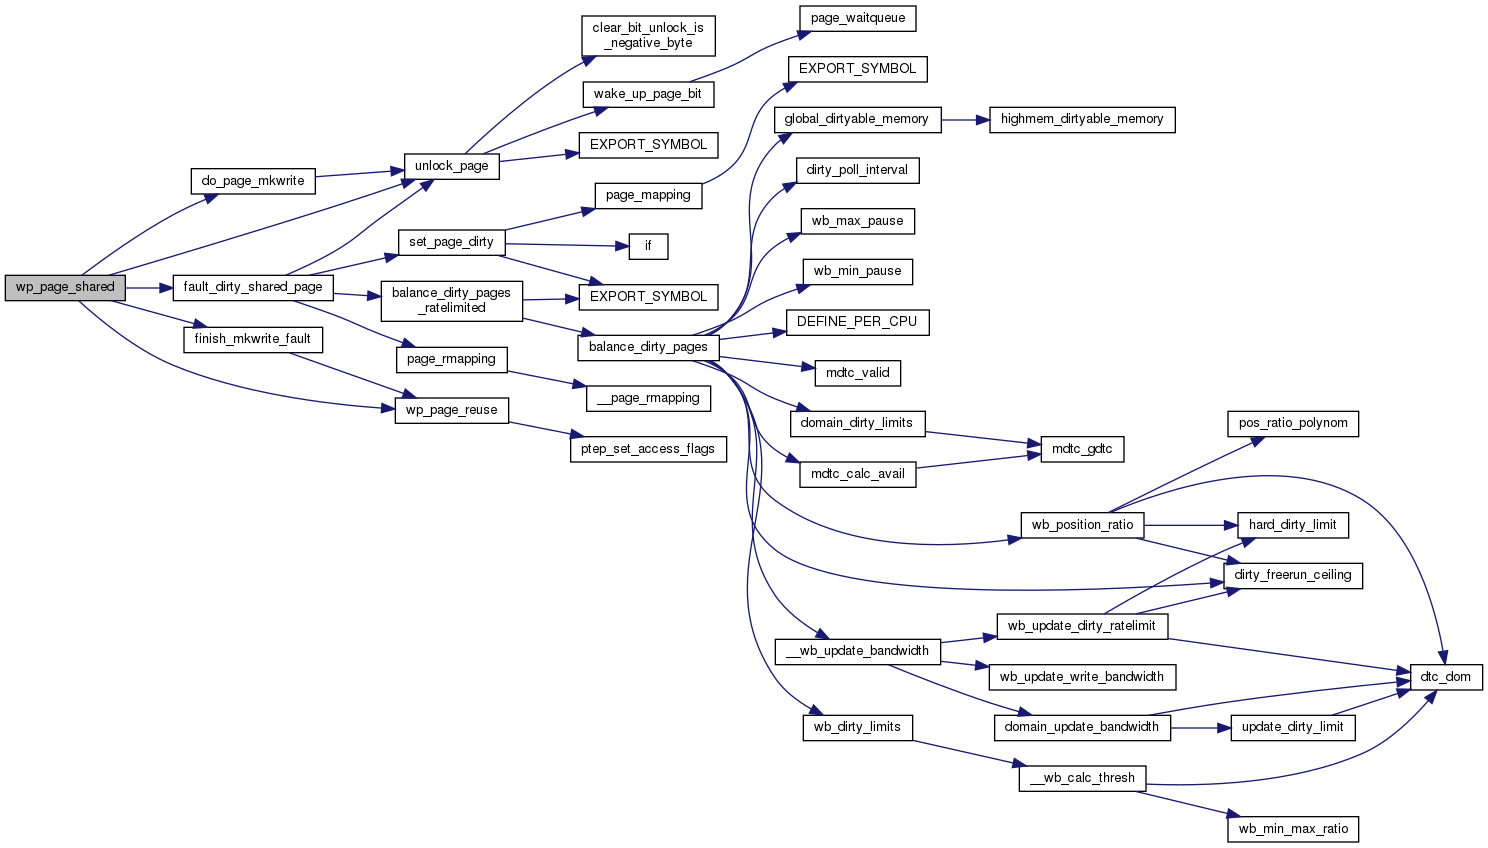 wp_page_shared
do_page_mkwrite
fault_dirty_shared_page
finish_mkwrite_fault
unlock_page
set_page_dirty
balance_dirty_pages
_ratelimited
page_rmapping
wp_page_reuse
clear_bit_unlock_is
_negative_byte
wake_up_page_bit
EXPORT_SYMBOL
page_mapping
if
EXPORT_SYMBOL
balance_dirty_pages
__page_rmapping
ptep_set_access_flags
page_waitqueue
EXPORT_SYMBOL
global_dirtyable_memory
dirty_poll_interval
wb_max_pause
wb_min_pause
DEFINE_PER_CPU
mdtc_valid
domain_dirty_limits
mdtc_calc_avail
__wb_update_bandwidth
wb_dirty_limits
highmem_dirtyable_memory
mdtc_gdtc
wb_position_ratio
wb_update_dirty_ratelimit
wb_update_write_bandwidth
domain_update_bandwidth
__wb_calc_thresh
pos_ratio_polynom
hard_dirty_limit
dirty_freerun_ceiling
update_dirty_limit
wb_min_max_ratio
dtc_dom